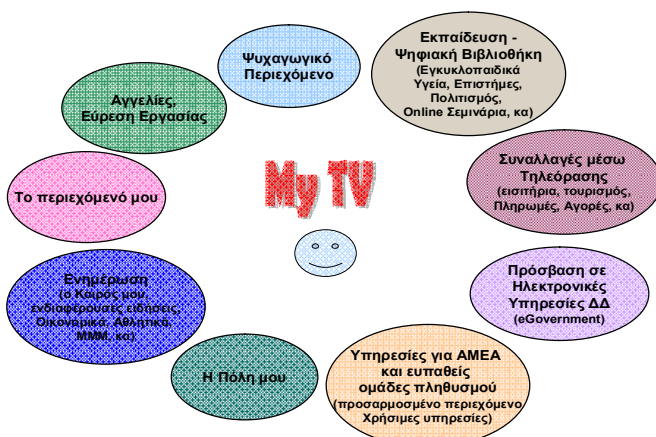 Ψυχαγωγικό
Περιεχόμενο
Εκπαίδευση -
Ψηφιακή Βιβλιοθήκη
(Εγκυκλοπαιδικά
Υγεία, Επιστήμες,
Πολιτισμός,
Online Σεμινάρια, κα)
Αγγελίες,
Εύρεση Εργασίας
Συναλλαγές μέσω
Τηλεόρασης
(εισιτήρια, τουρισμός,
Πληρωμές, Αγορές, κα)
My TV
Το περιεχόμενό μου
Ενημέρωση
(ο Καιρός μου,
ενδιαφέρουσες ειδήσεις,
Οικονομικά, Αθλητικά,
ΜΜΜ, κα)
Πρόσβαση σε
Ηλεκτρονικές
Υπηρεσίες ΔΔ
(eGovernment)
Η Πόλη μου
Υπηρεσίες για ΑΜΕΑ
και ευπαθείς
ομάδες πληθυσμού
(προσαρμοσμένο περιεχόμενο
Χρήσιμες υπηρεσίες)